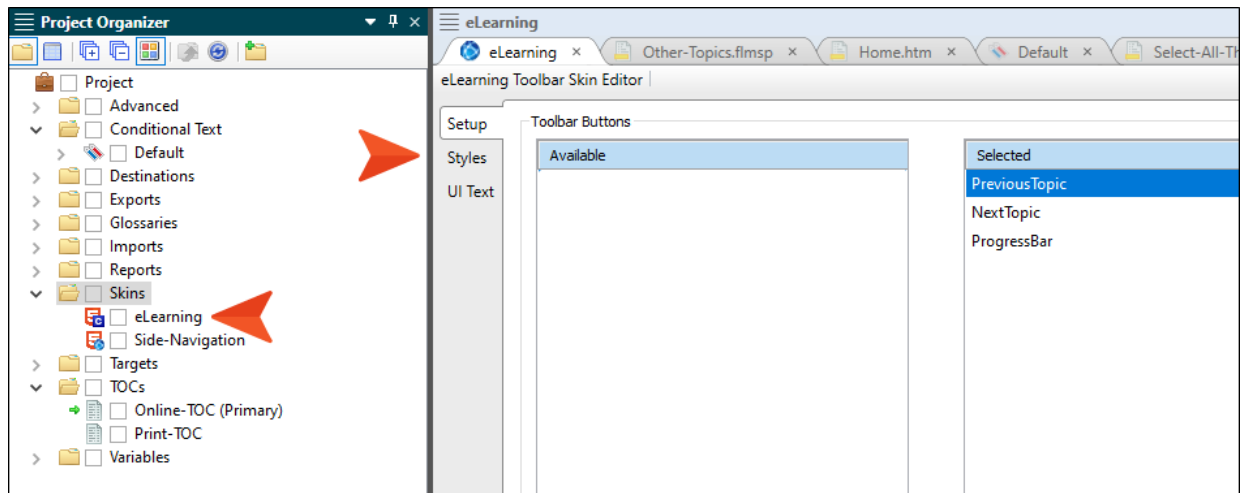 Project Organizer
Project
Advanced
Conditional Text
Default
Destinations
Exports
Glossaries
Imports
Reports
Skins
eLearning
Side-Navigation
Targets
TOCs
Online-TOC (Primary)
Print-TOC
Variables
eLearning
eLearning × Other-Topics.flmsp × Home.htm × Default × Select-All-Th
eLearning Toolbar Skin Editor
Setup
Styles
UI Text
Toolbar Buttons
Available
Selected
PreviousTopic
NextTopic
ProgressBar